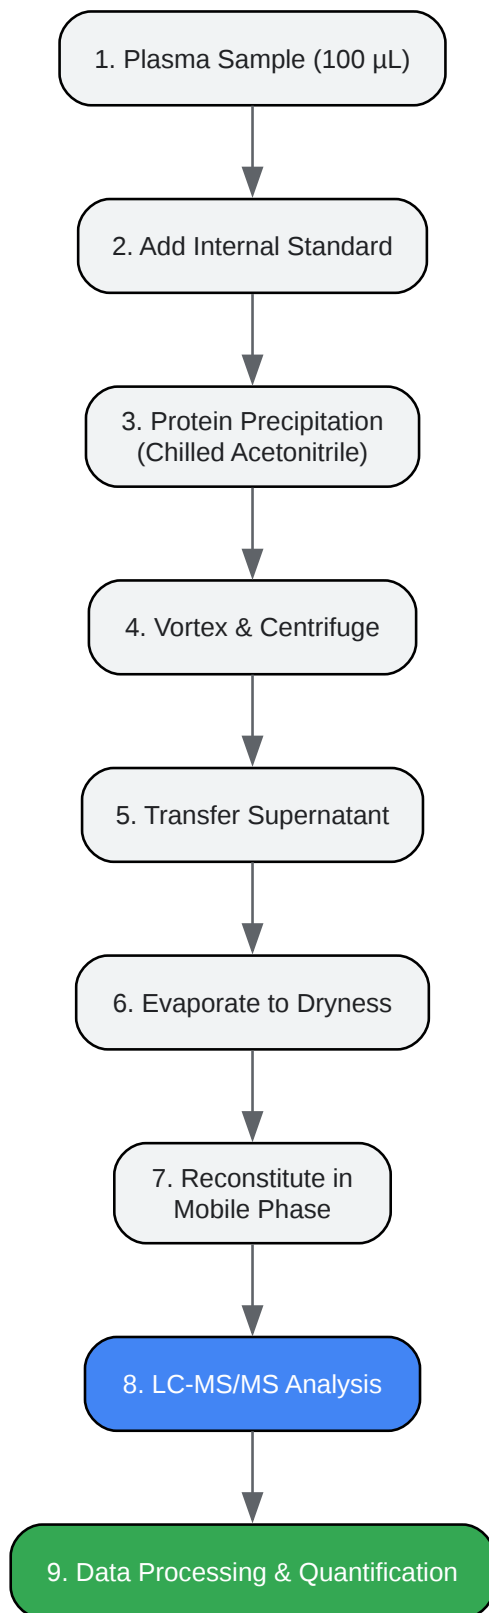 1. Plasma Sample (100 µL)
2. Add Internal Standard
3. Protein Precipitation
(Chilled Acetonitrile)
4. Vortex & Centrifuge
5. Transfer Supernatant
6. Evaporate to Dryness
7. Reconstitute in
Mobile Phase
8. LC-MS/MS Analysis
9. Data Processing & Quantification